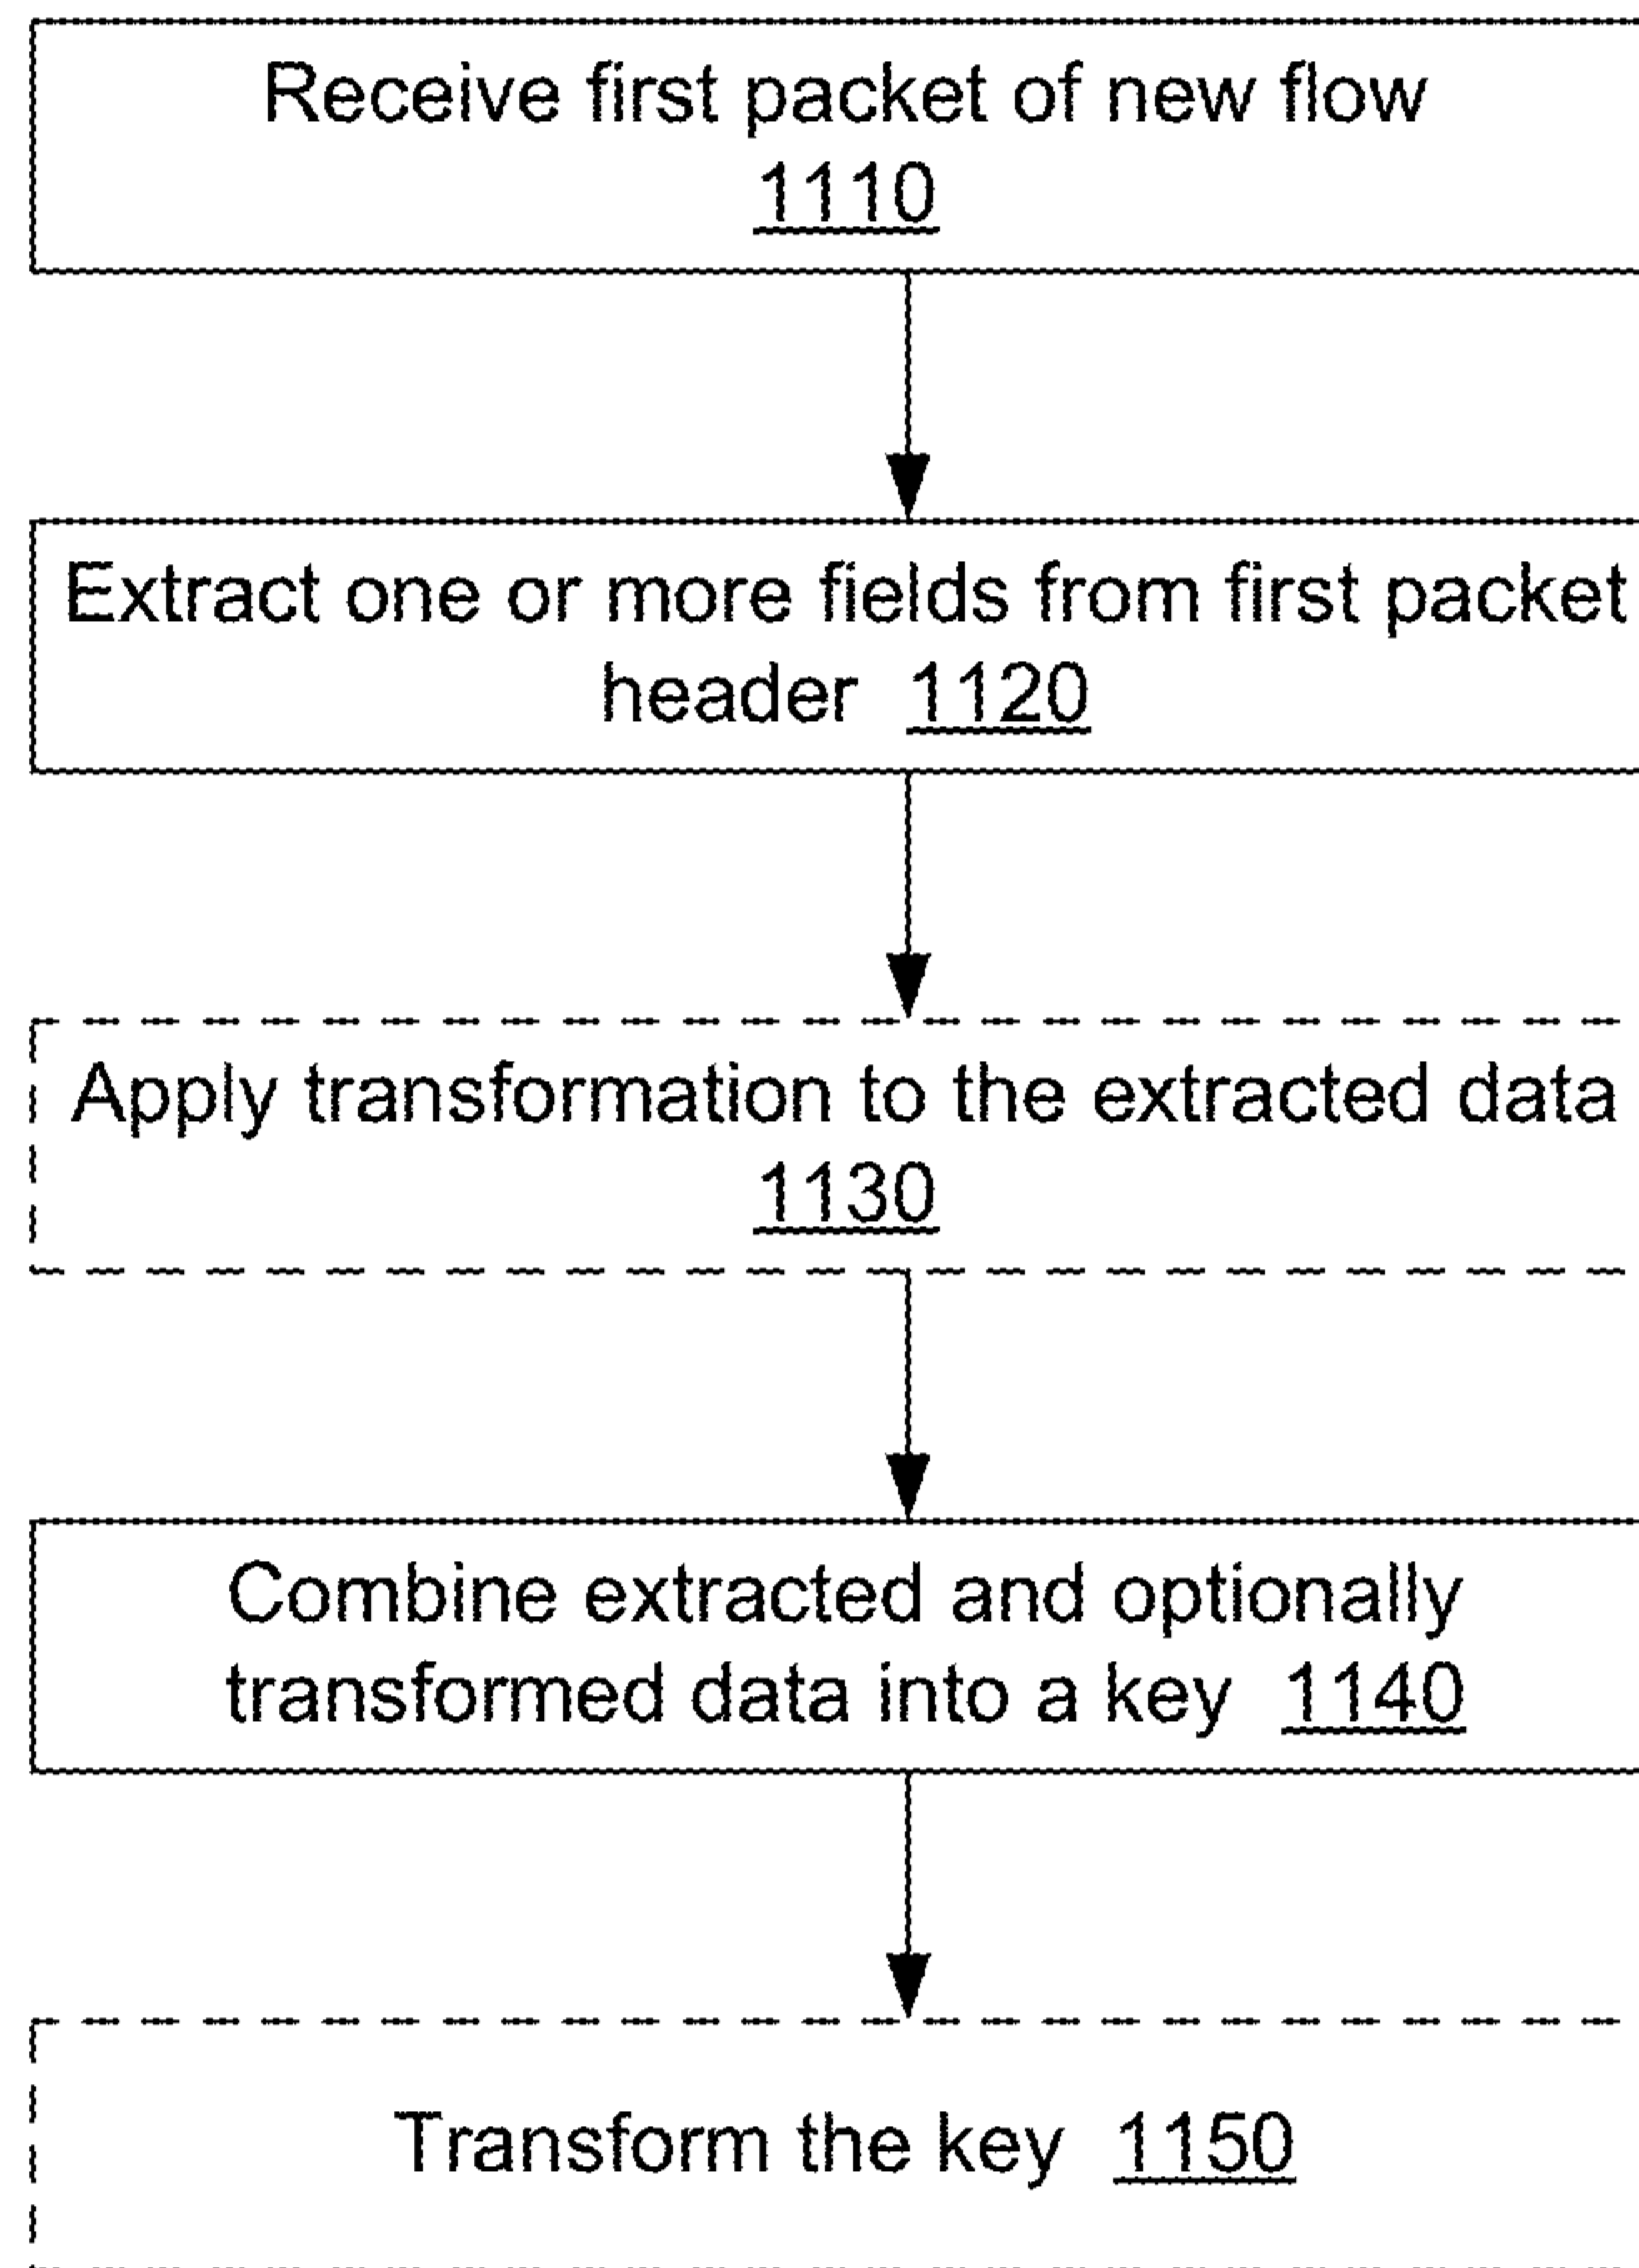 Receive first packet of new flow
1110
Extract one or more fields from first packet
header 1120
Apply transformation to the extracted data
1130
Combine extracted and optionally
transformed data into a key 1140
Transform the key 1150